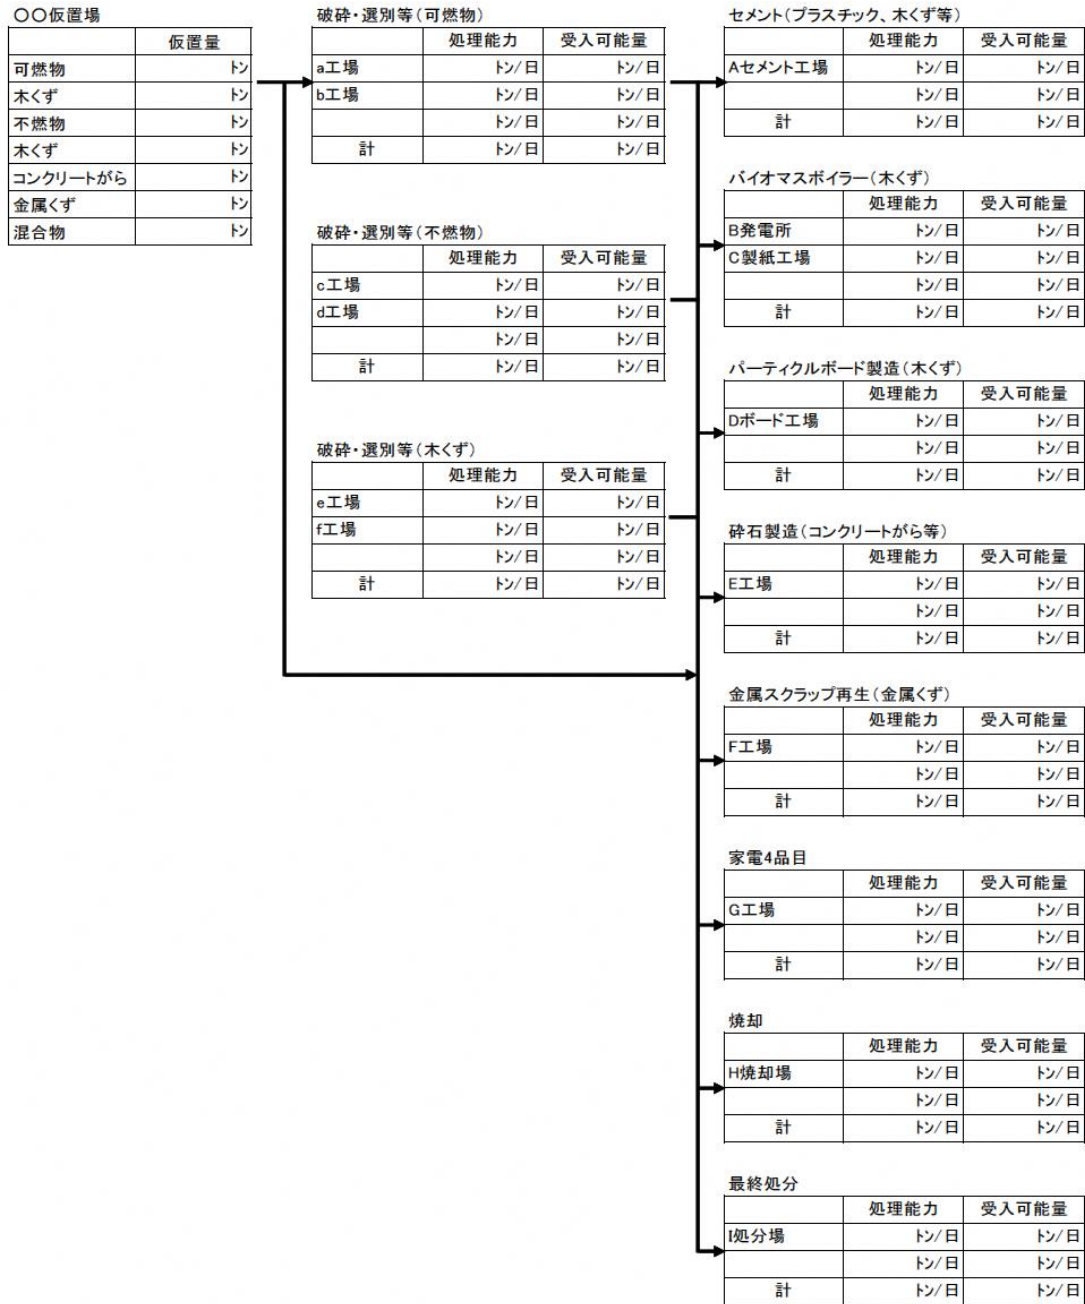 〇〇仮置場
仮置量
可燃物 トン
木くず トン
不燃物 トン
木くず トン
コンクリートがら トン
金属くず トン
混合物 トン
破砕・選別等(可燃物)
処理能力 受入可能量
a工場 トン/日 トン/日
b工場 トン/日 トン/日
トン/日 トン/日
計 トン/日 トン/日
破砕・選別等(不燃物)
処理能力 受入可能量
c工場 トン/日 トン/日
d工場 トン/日 トン/日
トン/日 トン/日
計 トン/日 トン/日
破砕・選別等(木くず)
処理能力 受入可能量
e工場 トン/日 トン/日
f工場 トン/日 トン/日
トン/日 トン/日
計 トン/日 トン/日
セメント(プラスチック、木くず等)
処理能力 受入可能量
Aセメント工場 トン/日 トン/日
トン/日 トン/日
計 トン/日 トン/日
バイオマスボイラー(木くず)
処理能力 受入可能量
B発電所 トン/日 トン/日
C製紙工場 トン/日 トン/日
トン/日 トン/日
計 トン/日 トン/日
パーティクルボード製造(木くず)
処理能力 受入可能量
Dボード工場 トン/日 トン/日
トン/日 トン/日
計 トン/日 トン/日
砕石製造(コンクリートがら等)
処理能力 受入可能量
E工場 トン/日 トン/日
トン/日 トン/日
計 トン/日 トン/日
金属スクラップ再生(金属くず)
処理能力 受入可能量
F工場 トン/日 トン/日
トン/日 トン/日
計 トン/日 トン/日
家電4品目
処理能力 受入可能量
G工場 トン/日 トン/日
トン/日 トン/日
計 トン/日 トン/日
焼却
処理能力 受入可能量
H焼却場 トン/日 トン/日
トン/日 トン/日
計 トン/日 トン/日
最終処分
処理能力 受入可能量
I処分場 トン/日 トン/日
トン/日 トン/日
計 トン/日 トン/日